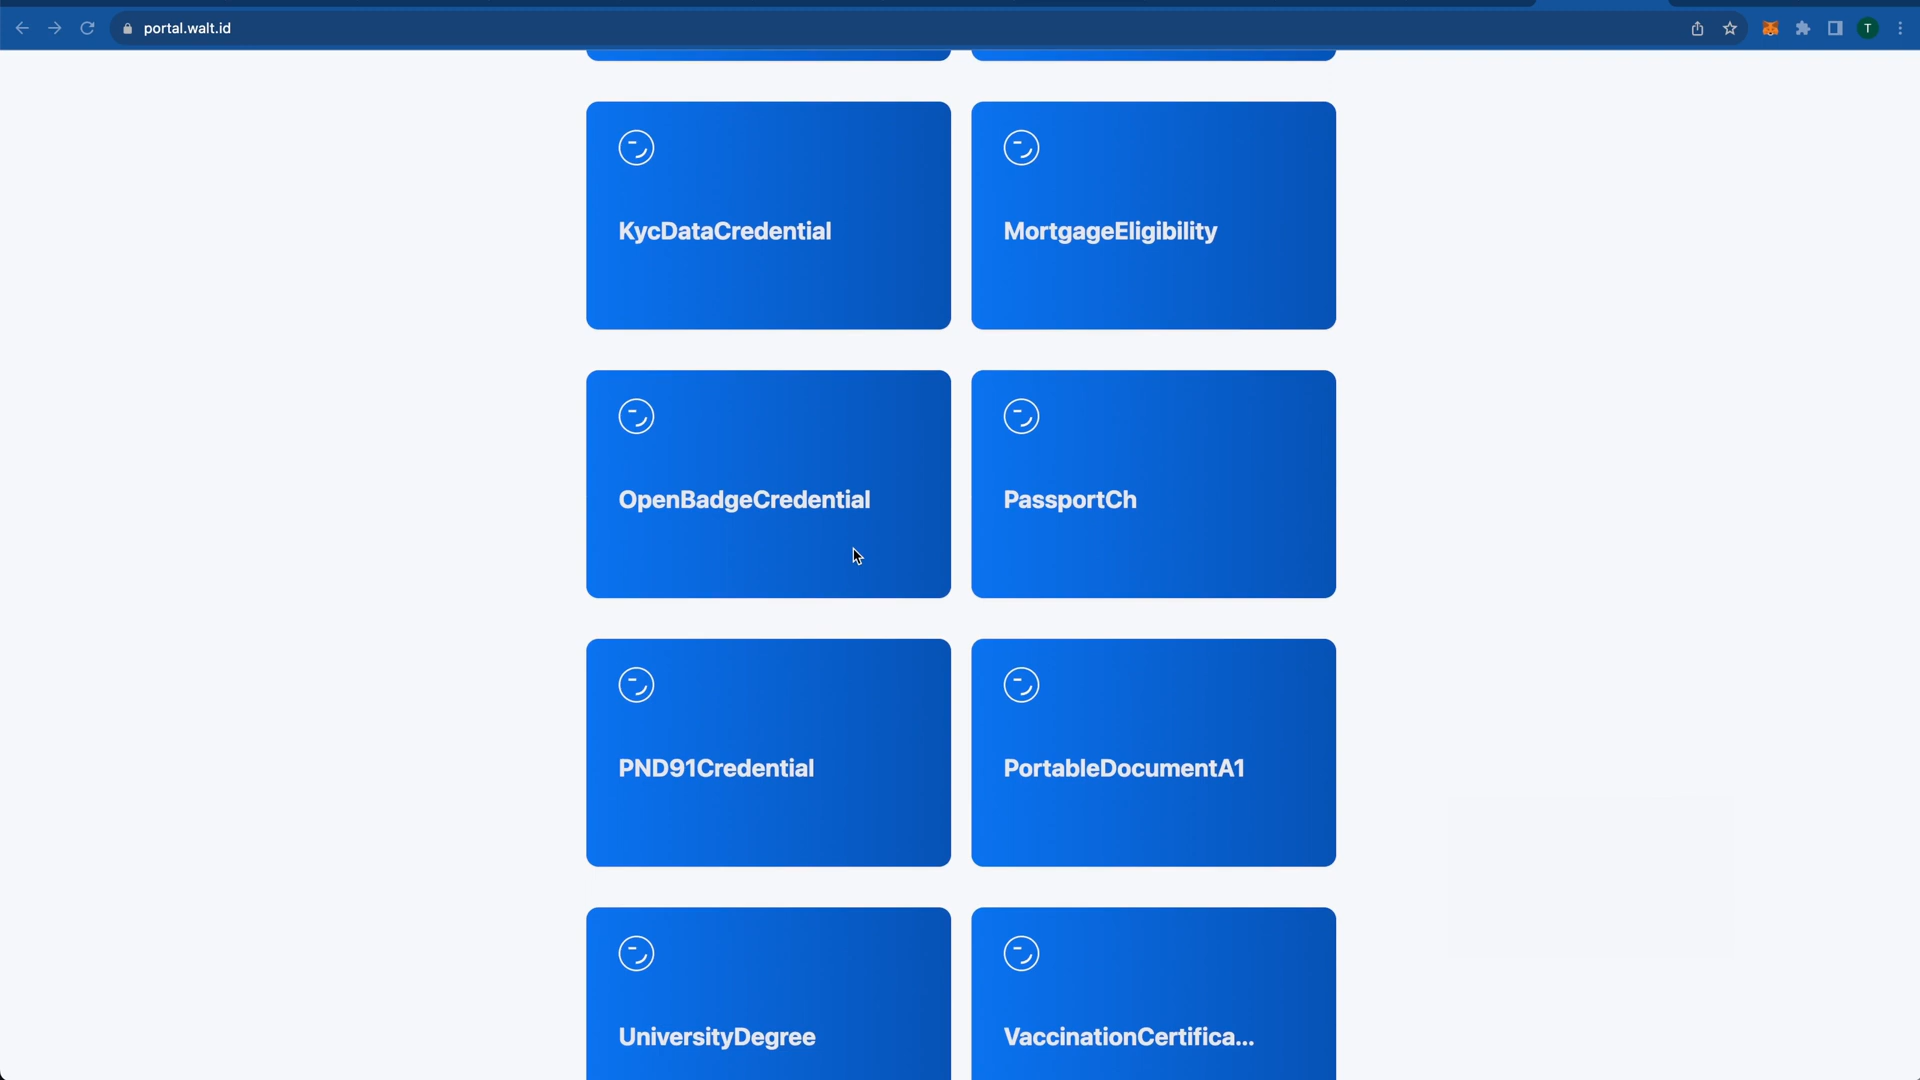 portal.walt.id
T
KycDataCredential
MortgageEligibility
OpenBadgeCredential
PassportCh
PND91Credential
PortableDocumentA1
UniversityDegree
VaccinationCertifica...